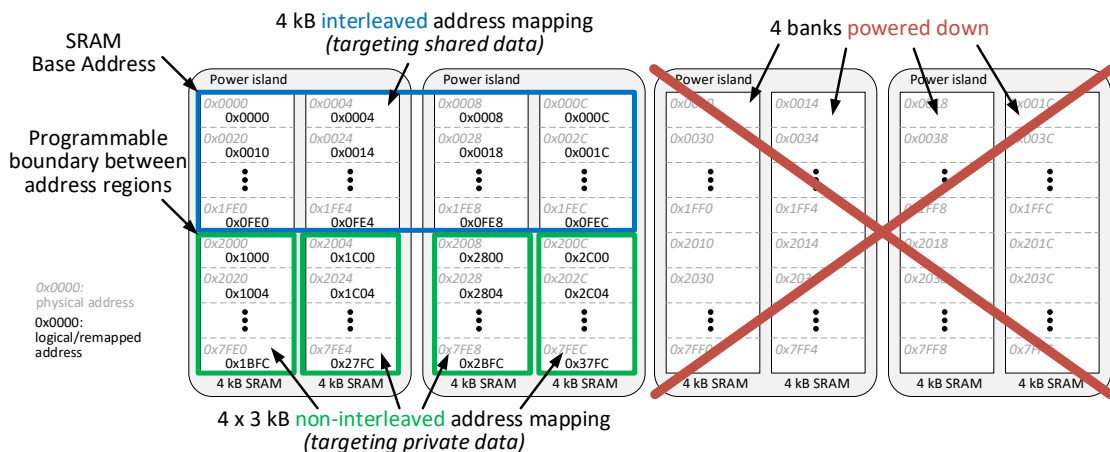 4 kB interleaved address mapping
(targeting shared data)
4 banks powered down
SRAM
Base Address
Programmable
boundary between
address regions
0x0000:
physical address
0x0000:
logical/remapped
address
Power island
0x0000 0x0004
0x0000 0x0004
0x0020 0x0024
0x0010 0x0014
0x1FE0 0x1FE4
0x0FE0 0x0FE4
0x2000 0x2004
0x1000 0x1C00
0x2020 0x2024
0x1004 0x1C04
0x7FE0 0x7FE4
0x1BFC 0x27FC
4 kB SRAM 4 kB SRAM
Power island
0x0008 0x000C
0x0008 0x000C
0x0028 0x002C
0x0018 0x001C
0x1FE8 0x1FEC
0x0FE8 0x0FEC
0x2008 0x200C
0x2800 0x2C00
0x2028 0x202C
0x2804 0x2C04
0x7FE8 0x7FEC
0x2BFC 0x37FC
4 kB SRAM 4 kB SRAM
Power island
0x0014
0x0030 0x0034
0x1FF0 0x1FF4
0x2010 0x2014
0x2030
0x7FF4
4 kB SRAM 4 kB SRAM
Power island
0x001C
0x0038 0x003C
0x1FF8 0x1FFC
0x2018 0x201C
0x203C
0x7FF8
4 kB SRAM 4 kB SRAM
4 x 3 kB non-interleaved address mapping
(targeting private data)